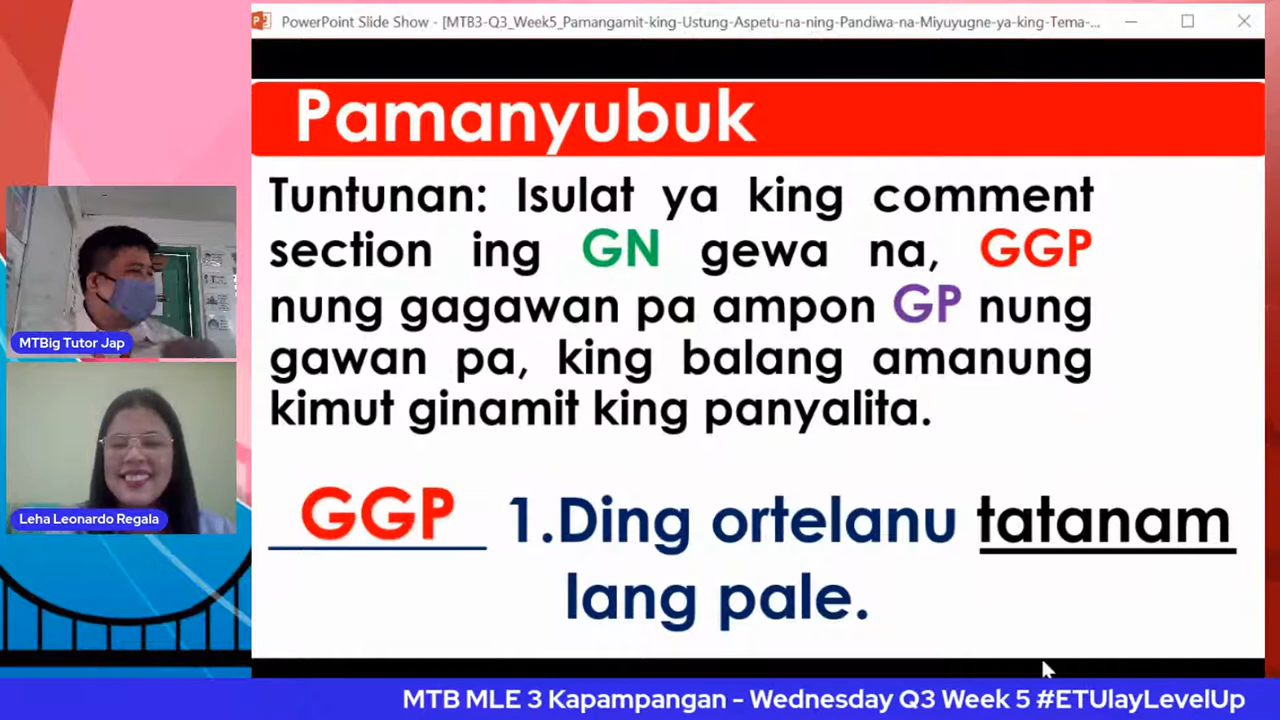 PowerPoint Slide Show - [MTB3-Q3_Week5_Pamangamit-king-Ustung-Aspetu-na-ning-Pandiwa-na-Miyuyugne-ya-king-Tema-...
Pamanyubuk
Tuntunan: Isulat ya king comment
section ing GN gewa na, GGP
nung gagawan pa ampon GP nung
gawan pa, king balang amanung
kimut ginamit king panyalita.
GGP 1.Ding ortelanu tatanam
lang pale.
MTBig Tutor Jap
Leha Leonardo Regala
MTB MLE 3 Kapampangan - Wednesday Q3 Week 5 #ETUlayLevelUp